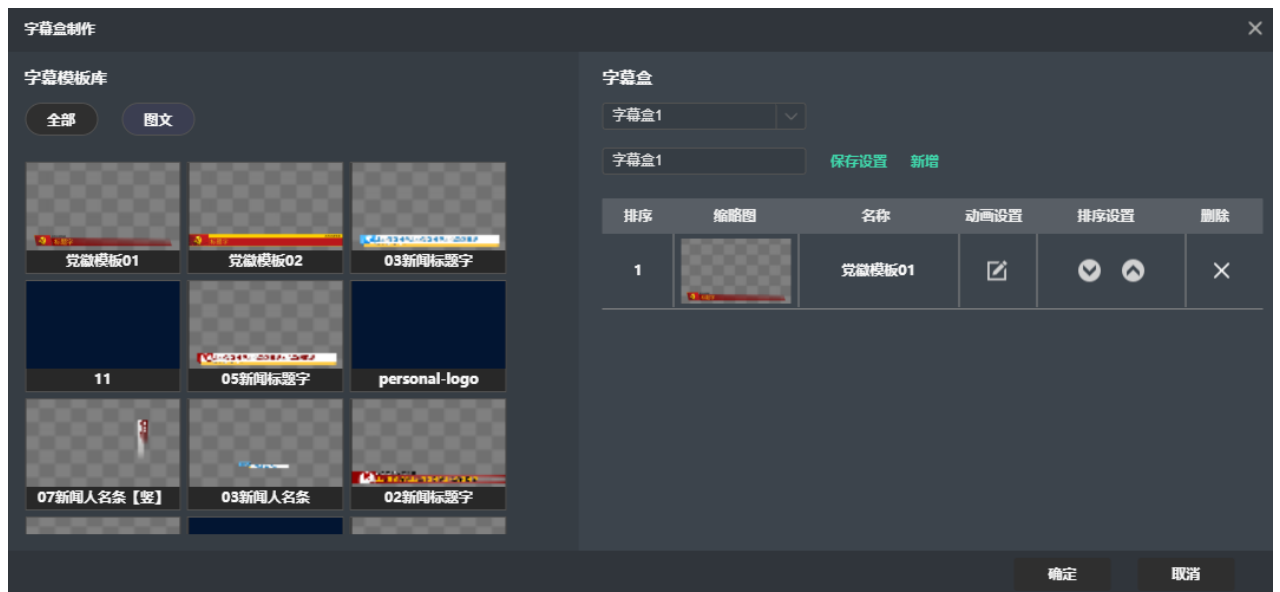 字幕盒制作
字幕模板库
全部
图文
党徽模板01
党徽模板02
03新闻标题字
11
05新闻标题字
personal-logo
07新闻人名条【竖】
03新闻人名条
02新闻标题字
字幕盒
字幕盒1
字幕盒1
保存设置
新增
排序 缩略图 名称 动画设置 排序设置 删除
1 党徽模板01
确定
取消